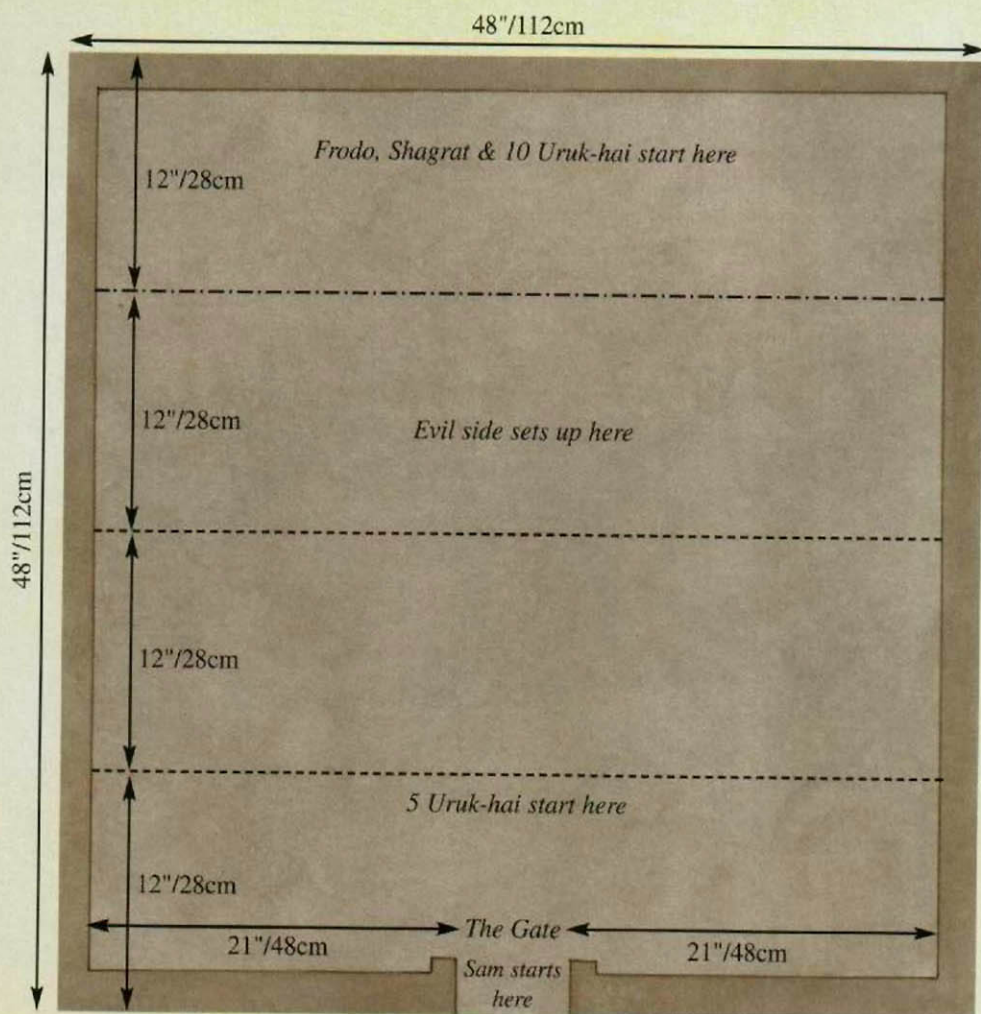 48"/112cm
Frodo, Shagrat & 10 Uruk-hai start here
12"/28cm
12"/28cm
Evil side sets up here
48"/112cm
12"/28cm
5 Uruk-hai start here
12"/28cm
The Gate
21"/48cm
21"/48cm
Sam starts
here